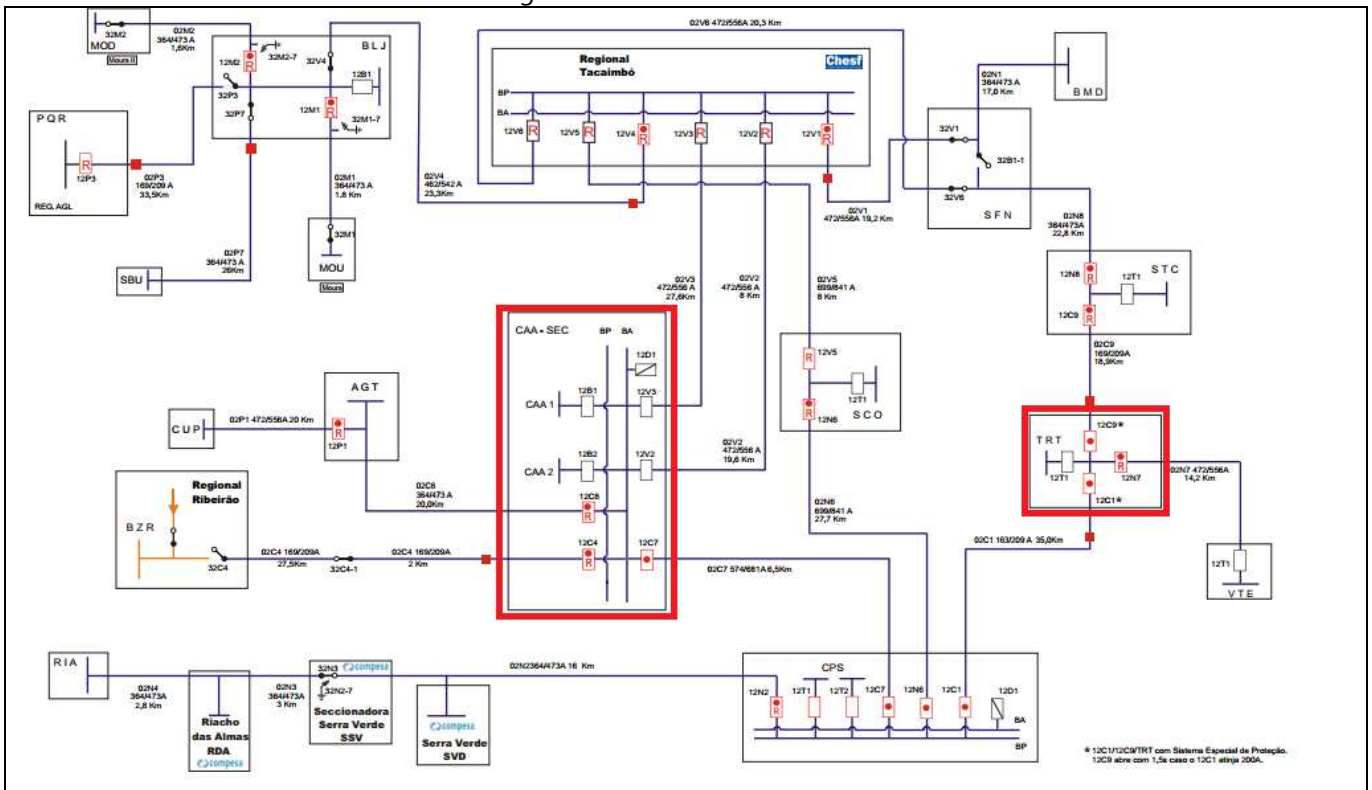 02M2
364/473 A
1,6Km
32M2
MOD
Moura II
12M2
32M2-7
32V4
BLJ
12B1
32P3
12M1
32P7
32M1-7
PQR
R
12P3
REG. AGL
02P3
169/209 A
33,5Km
02M1
364/473 A
1.8 Km
02V4
462/542 A
23,3Km
02P7
364/473 A
26Km
SBU
32M1
MOU
Moura
02V6 472/556A 20,3 Km
Regional
Tacaimbó
Chesf
BP
BA
12V6
R
12V5
R
12V4
R
12V3
R
12V2
R
12V1
R
02N1
364/473 A
17,0 Km
BMD
32V1
32B1-1
32V6
SFN
02V1
472/556A 19,2 Km
02N8
364/473A
22,8 Km
STC
12N8
R
12T1
12C9
R
02C9
169/209A
18,9Km
02V3
472/556 A
27,6Km
02V2
472/556 A
8 Km
02V5
699/841 A
8 Km
CAA - SEC
BP
BA
12D1
12B1
12V3
CAA 1
12B2
12V2
CAA 2
12C8
R
12C4
R
12C7
02V2
472/556 A
19,6 Km
12V5
R
12T1
SCO
R
12N6
02N6
699/841 A
27,7 Km
12C9*
TRT
12T1
R
12N7
12C1*
02N7 472/556A
14,2 Km
02C1 163/209 A 35,0Km
12T1
VTE
AGT
CUP
02P1 472/556A 20 Km
R
12P1
02C8
364/473 A
20,0Km
Regional
Ribeirão
BZR
32C4
02C4 169/209A
27,5Km
32C4-1
02C4 169/209A
2 Km
02C7 574/681A 6,5Km
RIA
02N4
364/473A
2,8 Km
Riacho
das Almas
RDA
compesa
02N3
364/473A
3 Km
32N3
compesa
32N2-7
Seccionadora
Serra Verde
SSV
02N2364/473A 16 Km
compesa
Serra Verde
SVD
CPS
12N2
R
12T1
12T2
12C7
12N6
12C1
12D1
BA
BP
* 12C1/12C9/TRT com Sistema Especial de Proteção.
12C9 abre com 1,5s caso o 12C1 atinja 200A.